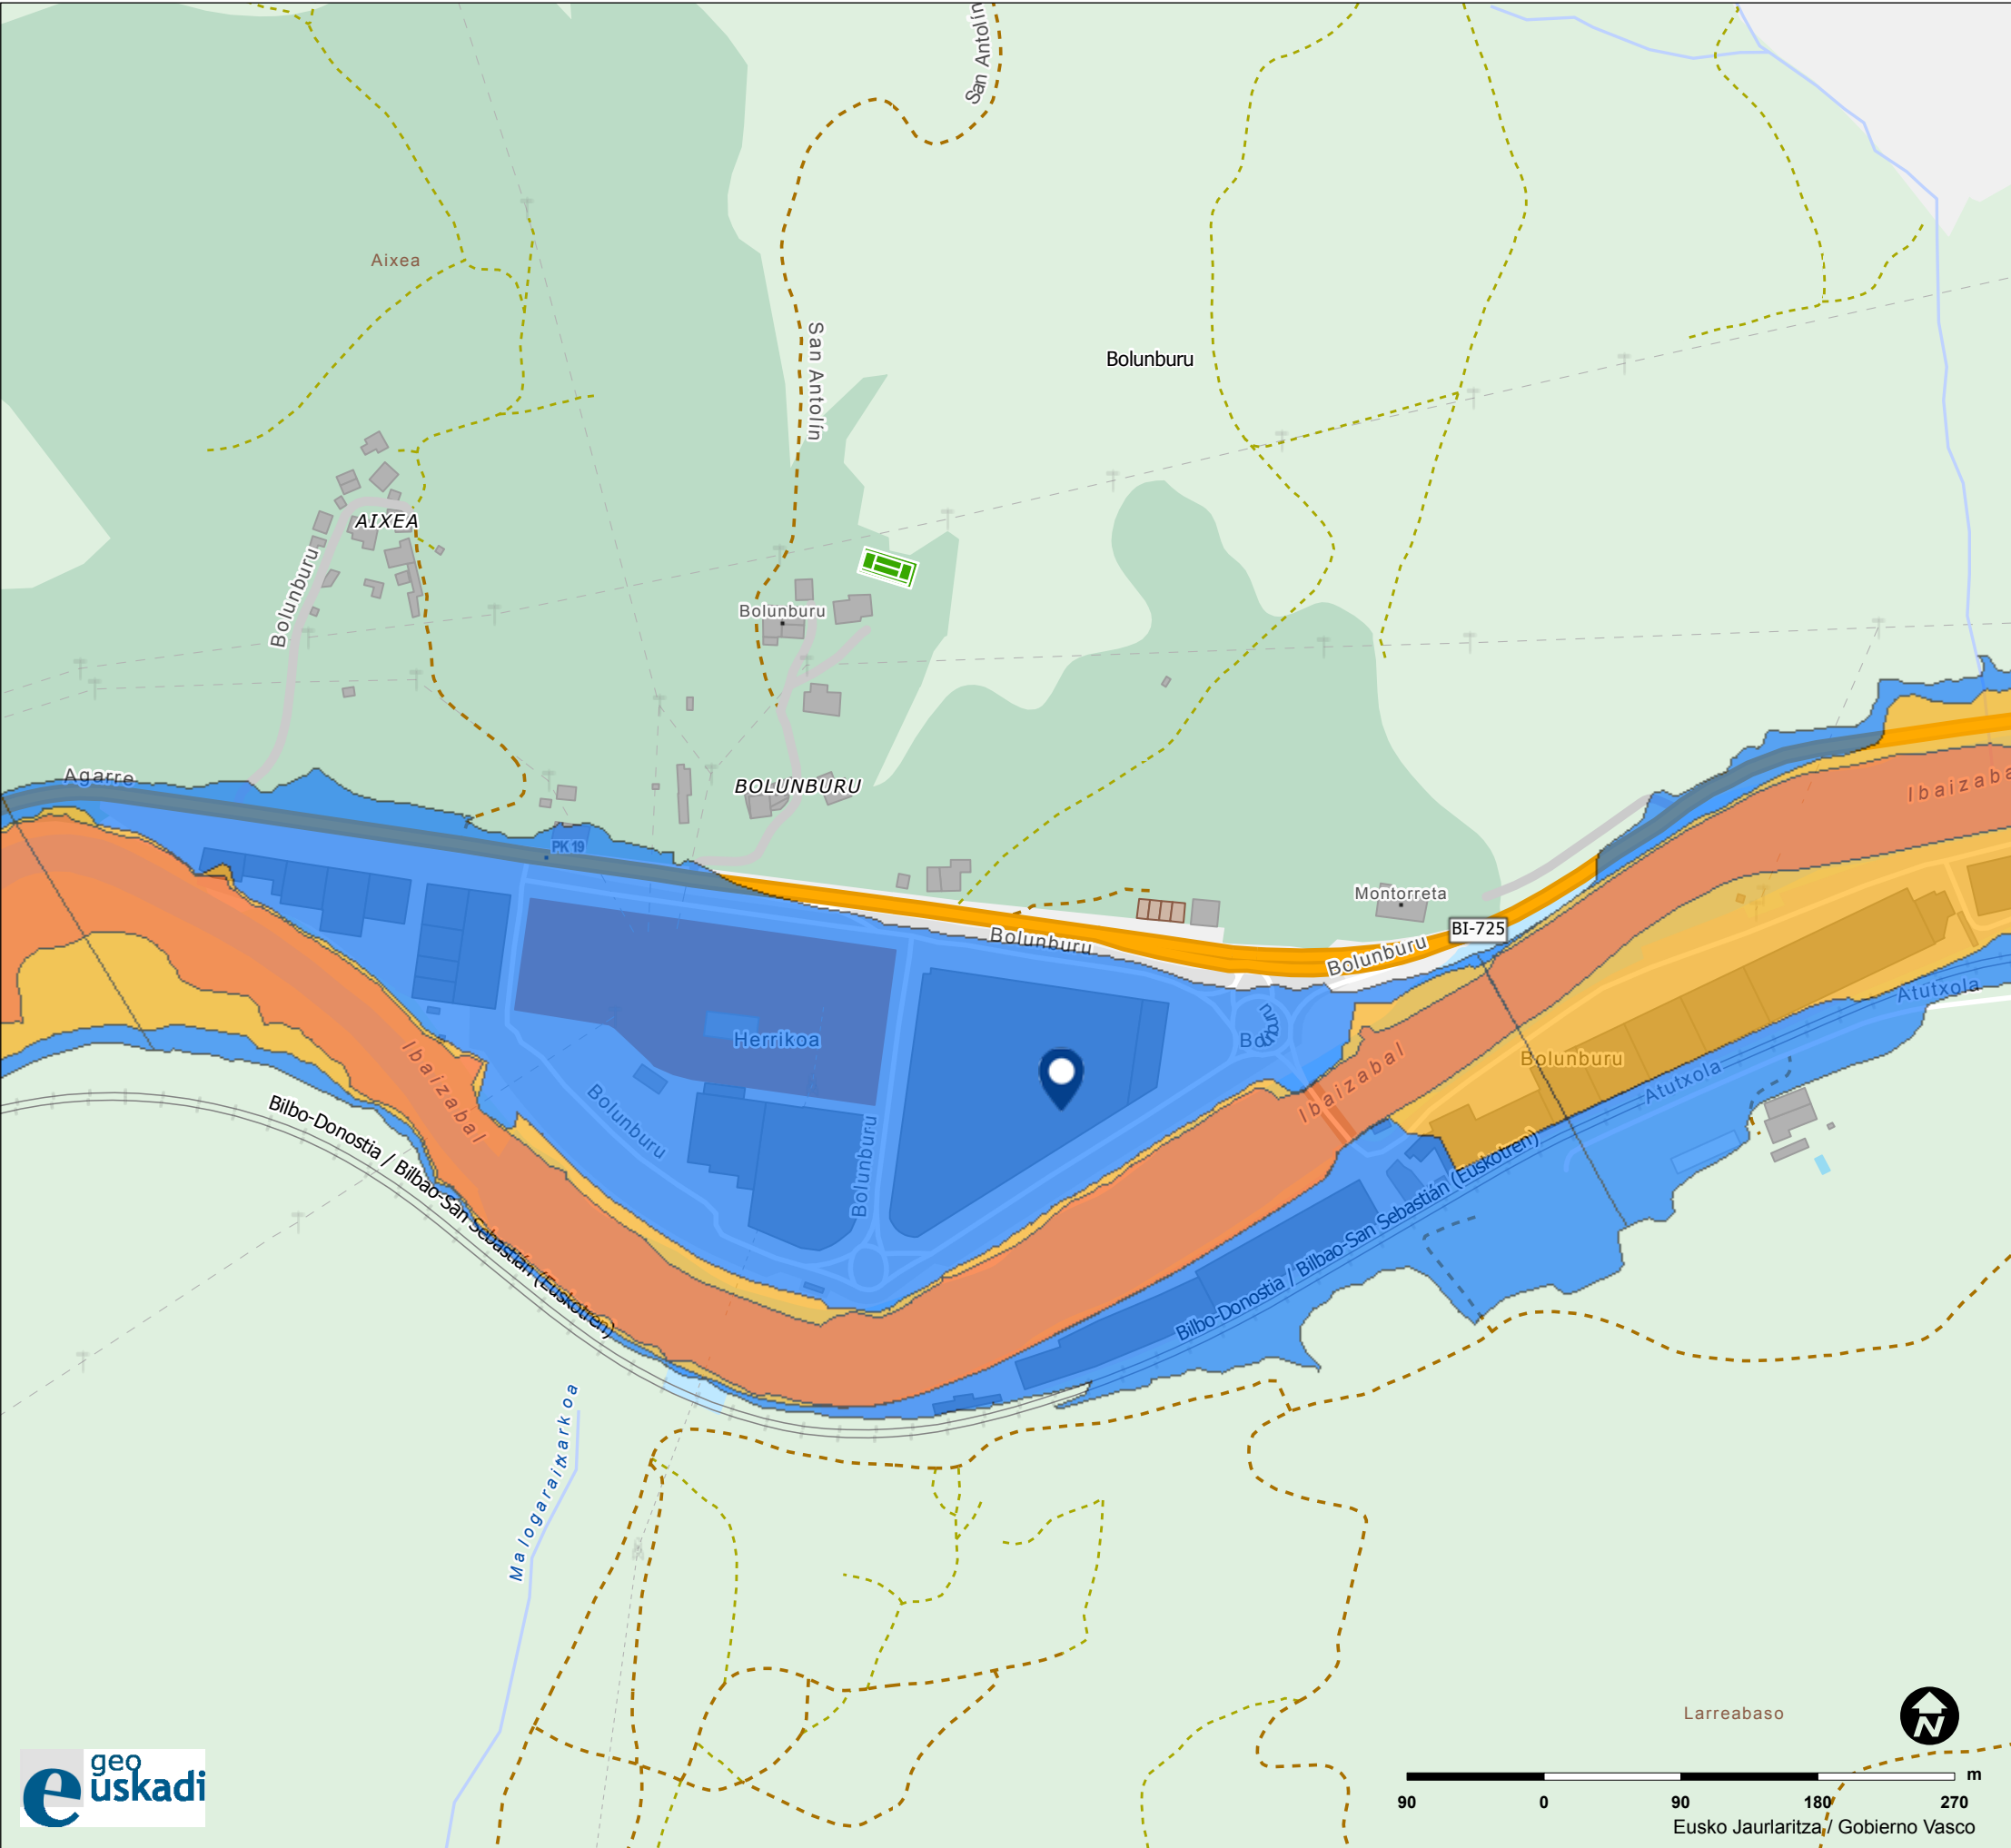 San Antolín
Aixea
San Antolín
Bolunburu
AIXEA
Bolunburu
Bolunburu
Agarre
BOLUNBURU
Ibaizaba
PK 19
Montorreta
BI-725
Bolunburu
Bolunburu
Atutxola
Herrikoa
Ibaizabal
Ibaizabal
Bolunburu
Atutxola
Bolunburu
Bolunburu
Bilbo-Donostia / Bilbao-San Sebastián (Euskotren)
Bilbo-Donostia / Bilbao-San Sebastián (Euskotren)
Malogaraitxarkoa
Larreabaso
N
geo
euskadi
m
90 0 90 180 270
Eusko Jaurlaritza / Gobierno Vasco